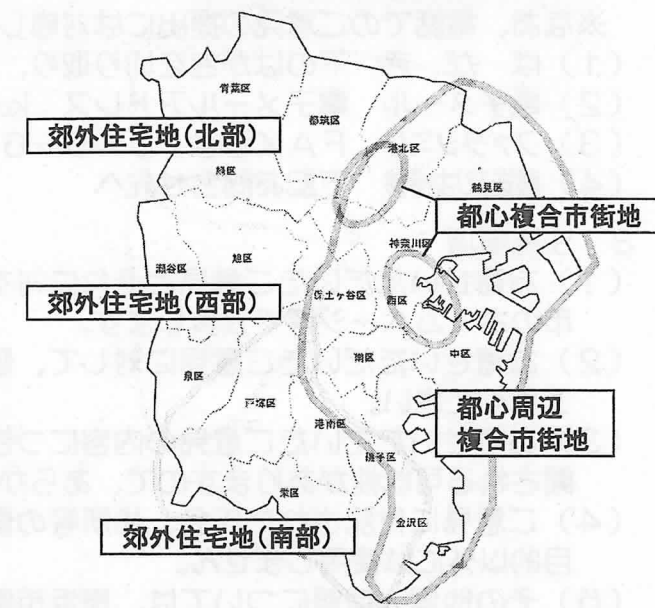 青葉区
都筑区
港北区
郊外住宅地(北部)
緑区
鶴見区
都心複合市街地
神奈川区
瀬谷区
旭区
郊外住宅地(西部)
保土ケ谷区
西区
南区
中区
泉区
戸塚区
港南区
都心周辺
複合市街地
磯子区
栄区
金沢区
郊外住宅地(南部)